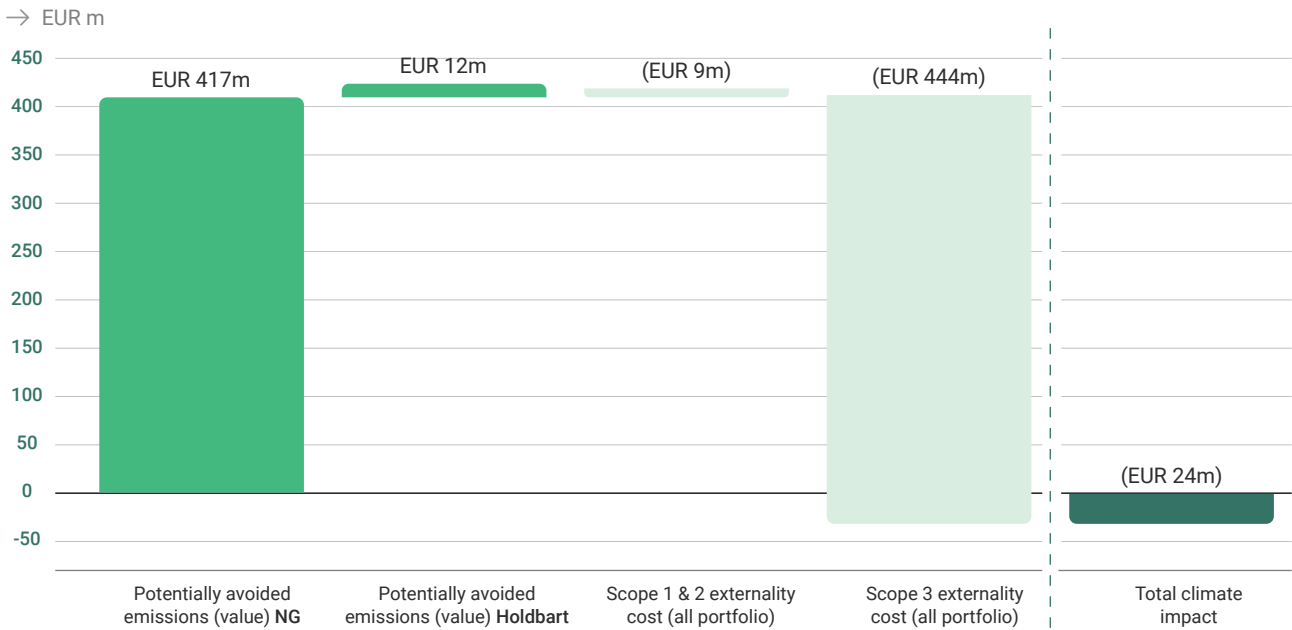 → EUR m
450
400
350
300
250
200
150
100
50
0
-50
EUR 417m
EUR 12m
(EUR 9m)
(EUR 444m)
(EUR 24m)
Potentially avoided
emissions (value) NG
Potentially avoided
emissions (value) Holdbart
Scope 1 & 2 externality
cost (all portfolio)
Scope 3 externality
cost (all portfolio)
Total climate
impact